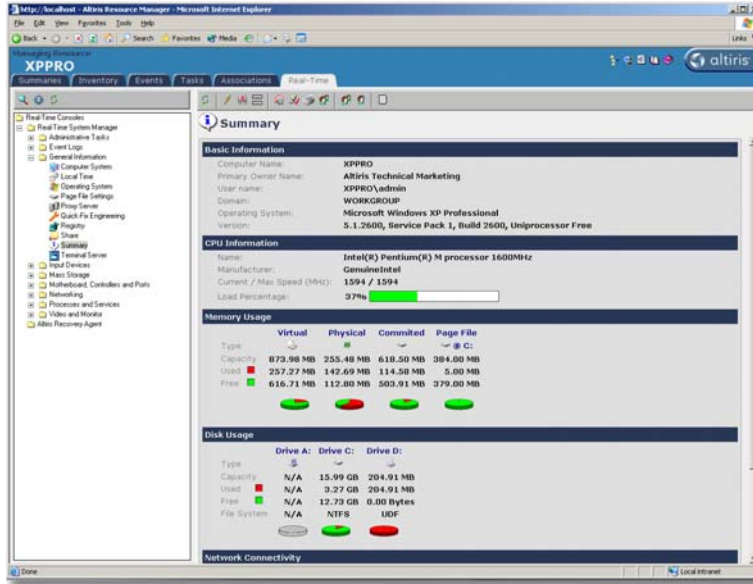 http://localhost - Altiris Resource Manager - Microsoft Internet Explorer
File Edit View Favorites Tools Help
Back Search Favorites Media
Links
Managing Resource:
XPPRO
altiris
Summaries Inventory Events Tasks Associations Real-Time
Real-Time Consoles
Real-Time System Manager
Administrative Tasks
Event Logs
General Information
Computer System
Local Time
Operating System
Page File Settings
Proxy Server
Quick Fix Engineering
Registry
Share
Summary
Terminal Server
Input Devices
Mass Storage
Motherboard, Controllers and Ports
Networking
Processes and Services
Video and Monitor
Altiris Recovery Agent
Summary
Basic Information
Computer Name: XPPRO
Primary Owner Name: Altiris Technical Marketing
User name: XPPRO\admin
Domain: WORKGROUP
Operating System: Microsoft Windows XP Professional
Version: 5.1.2600, Service Pack 1, Build 2600, Uniprocessor Free
CPU Information
Name: Intel(R) Pentium(R) M processor 1600MHz
Manufacturer: GenuineIntel
Current / Max Speed (MHz): 1594 / 1594
Load Percentage: 37%
Memory Usage
Virtual Physical Commited Page File
Type C:
Capacity 873.98 MB 255.48 MB 618.50 MB 384.00 MB
Used 257.27 MB 142.69 MB 114.58 MB 5.00 MB
Free 616.71 MB 112.80 MB 503.91 MB 379.00 MB
Disk Usage
Drive A: Drive C: Drive D:
Type
Capacity N/A 15.99 GB 204.91 MB
Used N/A 3.27 GB 204.91 MB
Free N/A 12.73 GB 0.00 Bytes
File System N/A NTFS UDF
Network Connectivity
Done
Local intranet